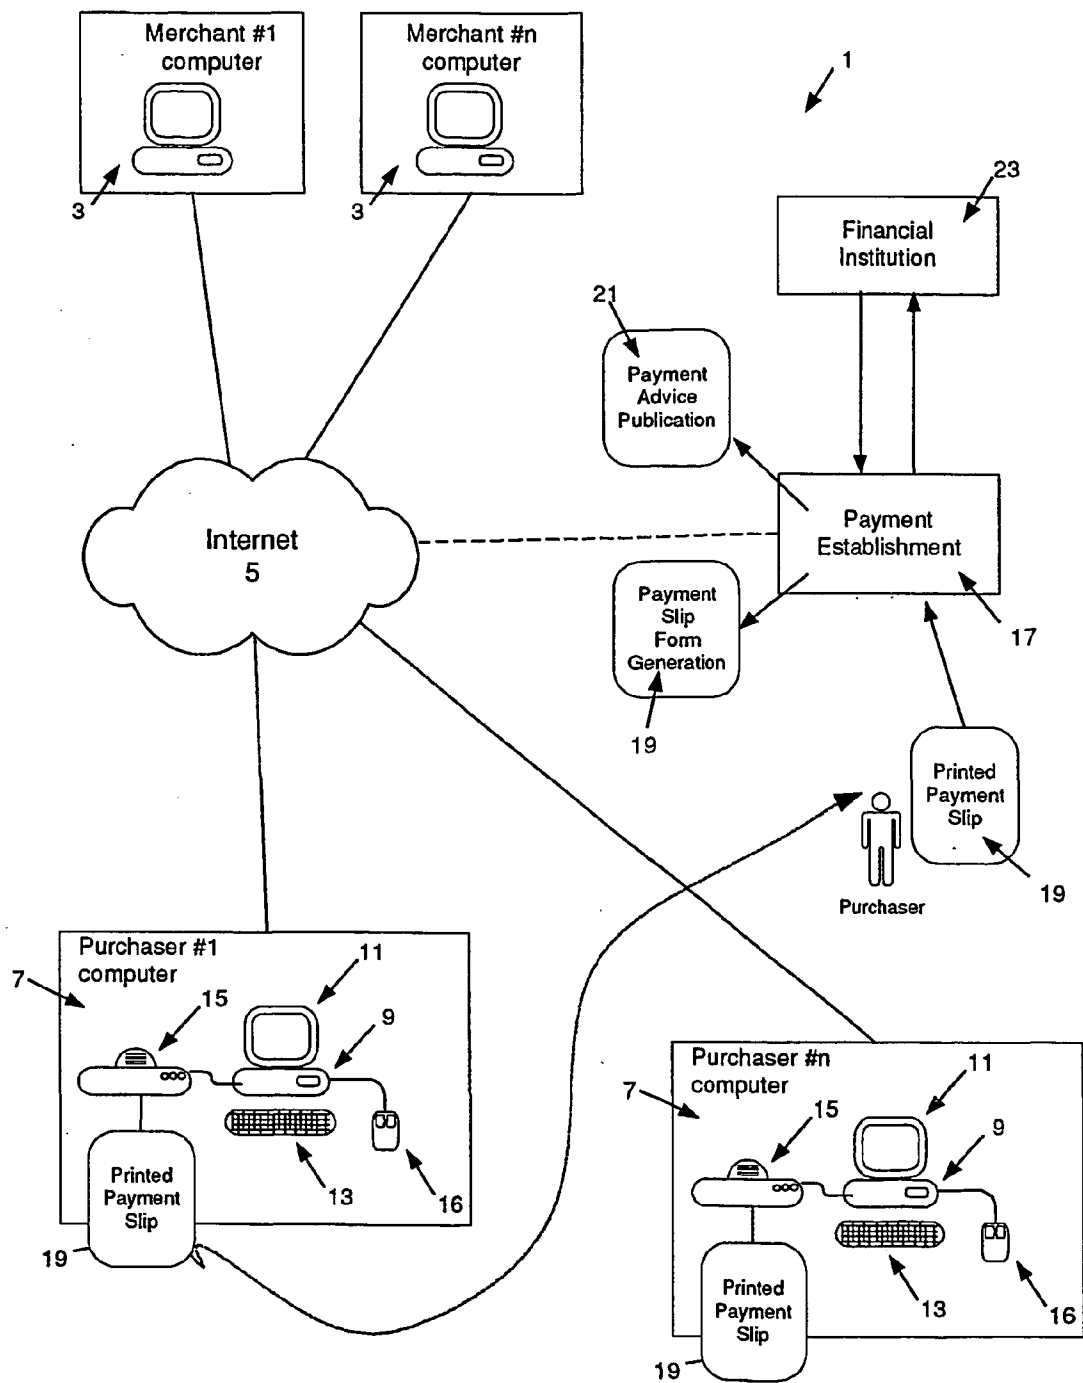 Merchant #1
computer
3
Merchant #n
computer
3
1
23
Financial
Institution
21
Payment
Advice
Publication
Payment
Establishment
17
Internet
5
Payment
Slip
Form
Generation
19
Printed
Payment
Slip
19
Purchaser
Purchaser #1
computer
7
15
11
9
13
16
Printed
Payment
Slip
19
Purchaser #n
computer
7
15
11
9
13
16
Printed
Payment
Slip
19